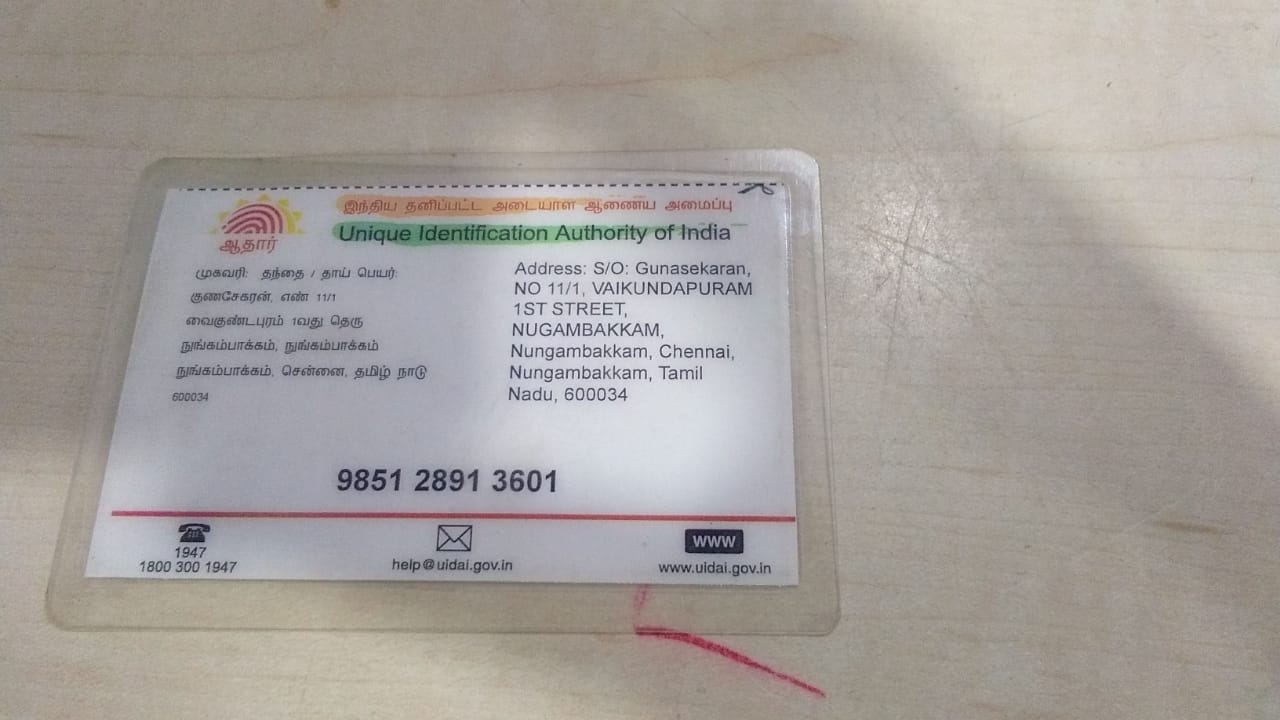 இந்திய தனிப்பட்ட அடையாள ஆணைய அமைப்பு
Unique Identification Authority of India
ஆதார்
முகவரி: தந்தை / தாய் பெயர்:
குணசேகரன், எண் 11/1
வைகுண்டபுரம் 1வது தெரு
நுங்கம்பாக்கம், நுங்கம்பாக்கம்
நுங்கம்பாக்கம், சென்னை, தமிழ் நாடு
600034
Address: S/O: Gunasekaran,
NO 11/1, VAIKUNDAPURAM
1ST STREET,
NUGAMBAKKAM,
Nungambakkam, Chennai,
Nungambakkam, Tamil
Nadu, 600034
9851 2891 3601
1947
1800 300 1947
help@uidai.gov.in
WWW
www.uidai.gov.in